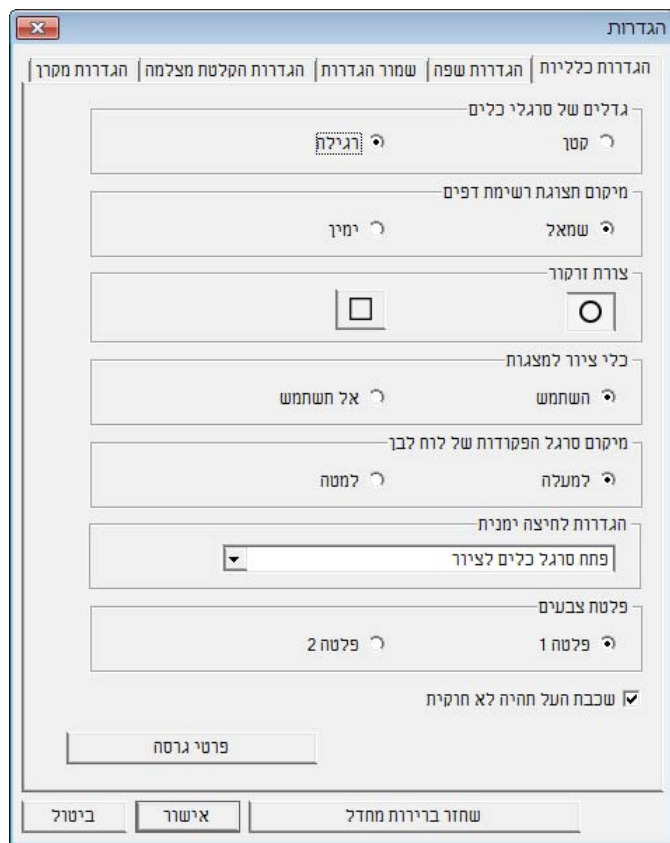 הגדרות
הגדרות כלליות | הגדרות שפה | שמור הגדרות | הגדרות הקלטת מצלמה | הגדרות מקרן
גדלים של סרגלי כלים
קטן רגילה
מיקום תצוגת רשימת דפים
שמאל ימין
צורת זרקור
כלי ציור למצגות
השתמש אל תשתמש
מיקום סרגל הפקודות של לוח לבן
למעלה למטה
הגדרות לחיצה ימנית
פתח סרגל כלים לציור
פלטת צבעים
פלטה 1 פלטה 2
שכבת העל תהיה לא חוקית
פרטי גרסה
שחזר ברירות מחדל אישור ביטול